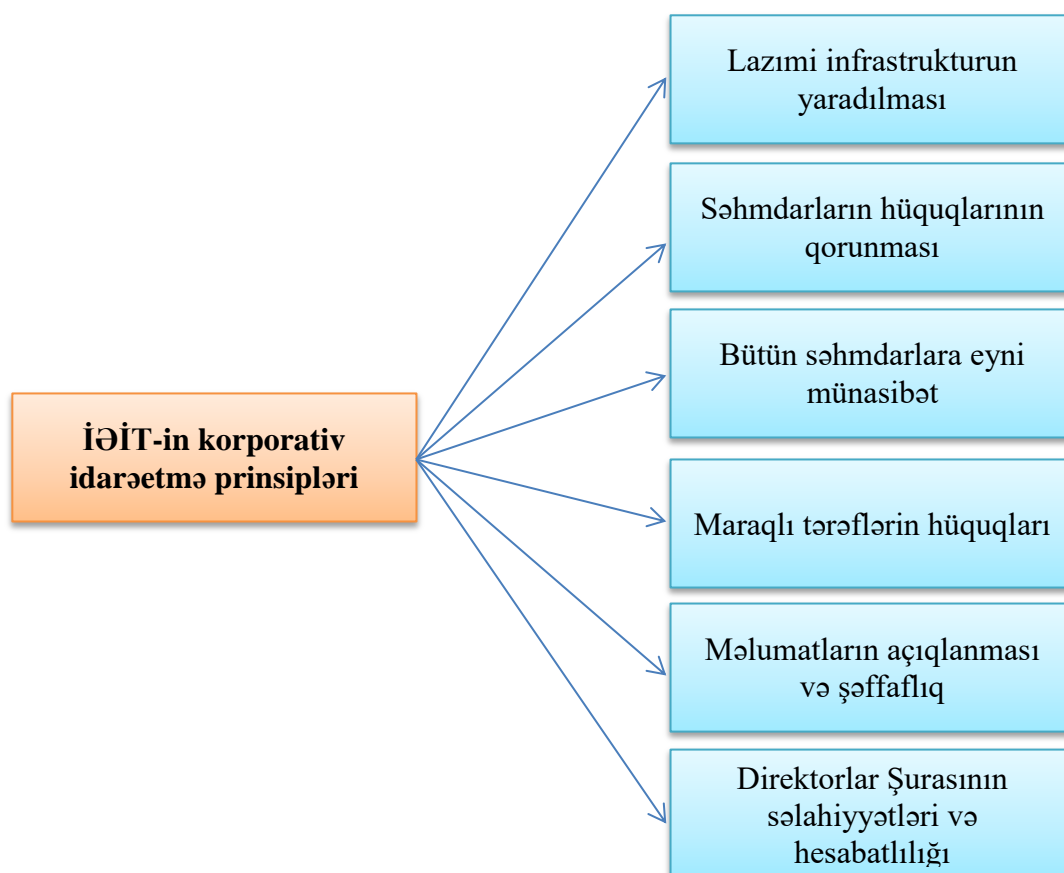 Lazımi infrastrukturun
yaradılması
Səhmdarların hüquqlarının
qorunması
Bütün səhmdarlara eyni
münasibət
İƏİT-in korporativ
idarəetmə prinsipləri
Maraqlı tərəflərin hüquqları
Məlumatların açıqlanması
və şəffaflıq
Direktorlar Şurasının
səlahiyyətləri və
hesabatlılığı